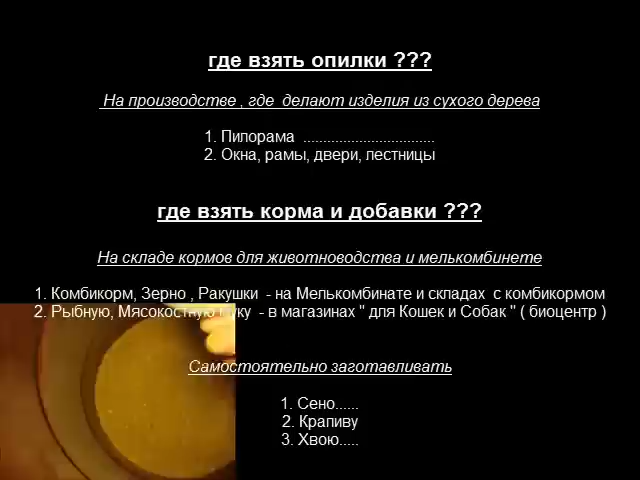 где взять опилки ???
На производстве , где делают изделия из сухого дерева
1. Пилорама .................................
2. Окна, рамы, двери, лестницы
где взять корма и добавки ???
На складе кормов для животноводства и мелькомбинете
1. Комбикорм, Зерно , Ракушки - на Мелькомбинате и складах с комбикормом
2. Рыбную, Мясокостную муку - в магазинах " для Кошек и Собак " ( биоцентр )
Самостоятельно заготавливать
1. Сено......
2. Крапиву
3. Хвою.....